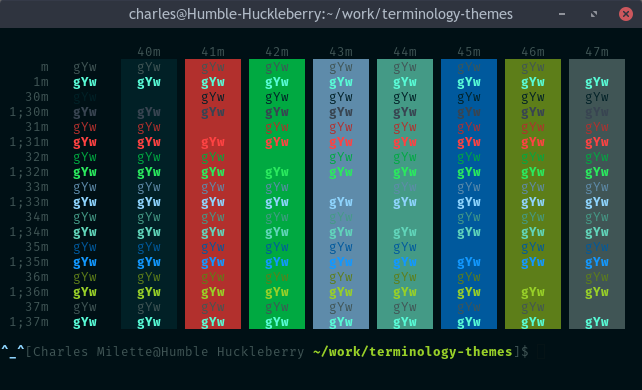 charles@Humble-Huckleberry:~/work/terminology-themes
40m 41m 42m 43m 44m 45m 46m 47m
m gYw gYw gYw gYw gYw gYw gYw gYw gYw
1m gYw gYw gYw gYw gYw gYw gYw gYw gYw
30m gYw gYw gYw gYw gYw gYw gYw gYw
1;30m gYw gYw gYw gYw gYw gYw gYw gYw gYw
31m gYw gYw gYw gYw gYw gYw gYw gYw
1;31m gYw gYw gYw gYw gYw gYw gYw gYw gYw
32m gYw gYw gYw gYw gYw gYw gYw gYw
1;32m gYw gYw gYw gYw gYw gYw gYw gYw gYw
33m gYw gYw gYw gYw gYw gYw gYw gYw
1;33m gYw gYw gYw gYw gYw gYw gYw gYw gYw
34m gYw gYw gYw gYw gYw gYw gYw gYw
1;34m gYw gYw gYw gYw gYw gYw gYw gYw gYw
35m gYw gYw gYw gYw gYw gYw gYw gYw
1;35m gYw gYw gYw gYw gYw gYw gYw gYw gYw
36m gYw gYw gYw gYw gYw gYw gYw gYw
1;36m gYw gYw gYw gYw gYw gYw gYw gYw gYw
37m gYw gYw gYw gYw gYw gYw gYw gYw
1;37m gYw gYw gYw gYw gYw gYw gYw gYw gYw
^_^[Charles Milette@Humble Huckleberry ~/work/terminology-themes]$